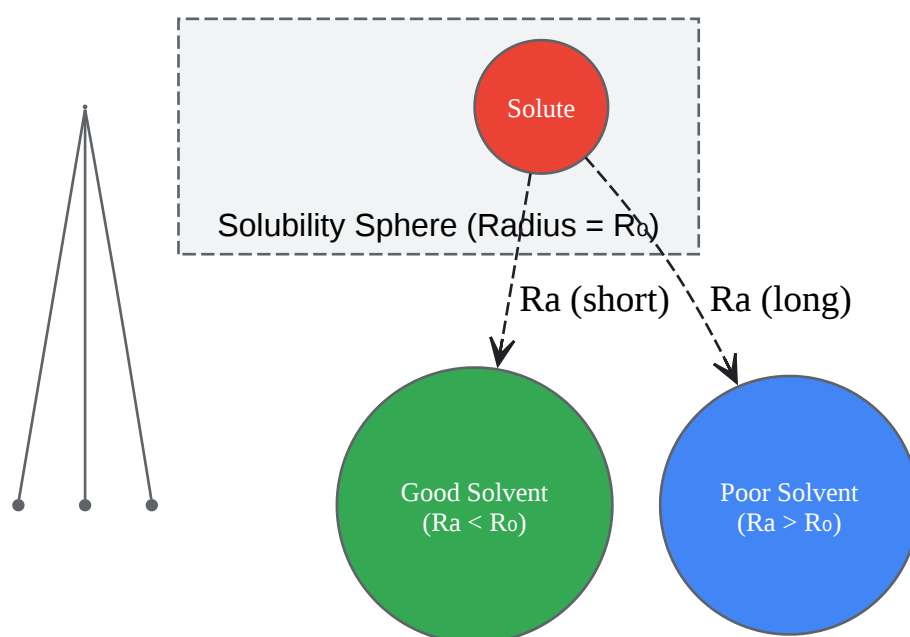 Solute
Solubility Sphere (Radius = R₀)
Ra (short)
Ra (long)
Good Solvent
(Ra < R₀)
Poor Solvent
(Ra > R₀)